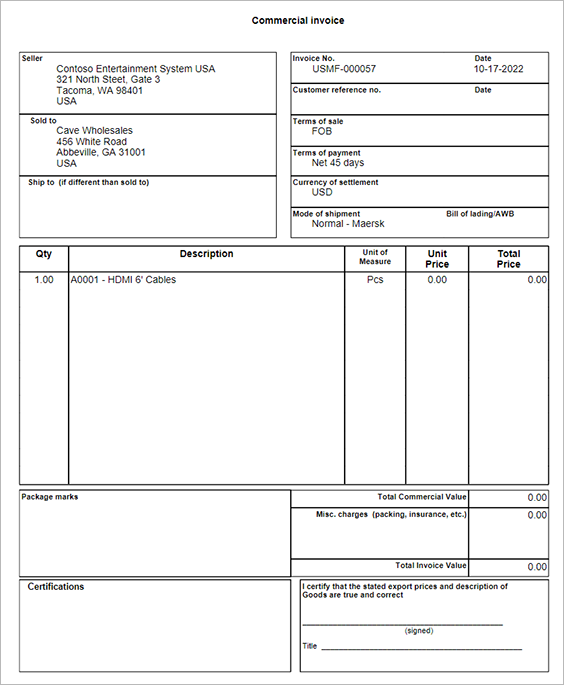 Commercial invoice
Seller
Contoso Entertainment System USA
321 North Street, Gate 3
Tacoma, WA 98401
USA
Invoice No. Date
USMF-000057 10-17-2022
Customer reference no. Date
Sold to
Cave Wholesales
456 White Road
Abbeville, GA 31001
USA
Terms of sale
FOB
Terms of payment
Net 45 days
Ship to (if different than sold to)
Currency of settlement
USD
Mode of shipment Bill of lading/AWB
Normal - Maersk
Qty Description Unit of Measure Unit Price Total Price
1.00 A0001 - HDMI 6' Cables Pcs 0.00 0.00
Package marks
Total Commercial Value 0.00
Misc. charges (packing, insurance, etc.) 0.00
Total Invoice Value 0.00
Certifications
I certify that the stated export prices and description of
Goods are true and correct
(signed)
Title